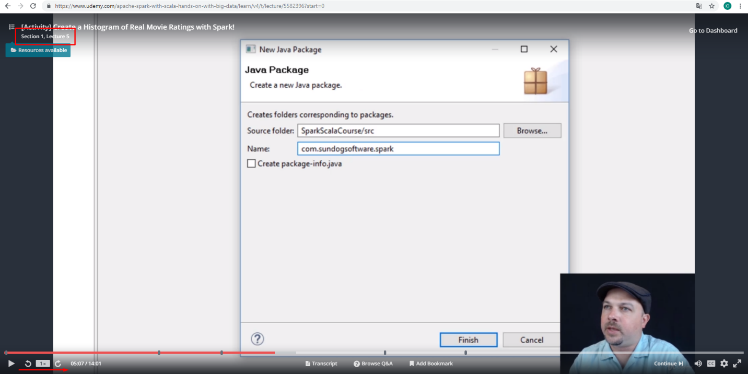 https://www.udemy.com/apache-spark-with-scala-hands-on-with-big-data/learn/v4/t/lecture/5562396?start=0
[Activity] Create a Histogram of Real Movie Ratings with Spark!
Section 1, Lecture 5
Go to Dashboard
Resources available
New Java Package
Java Package
Create a new Java package.
Creates folders corresponding to packages.
Source folder: SparkScalaCourse/src Browse...
Name: com.sundogsoftware.spark
Create package-info.java
Finish Cancel
05:07 / 14:01 Transcript Browse Q&A Add Bookmark Continue